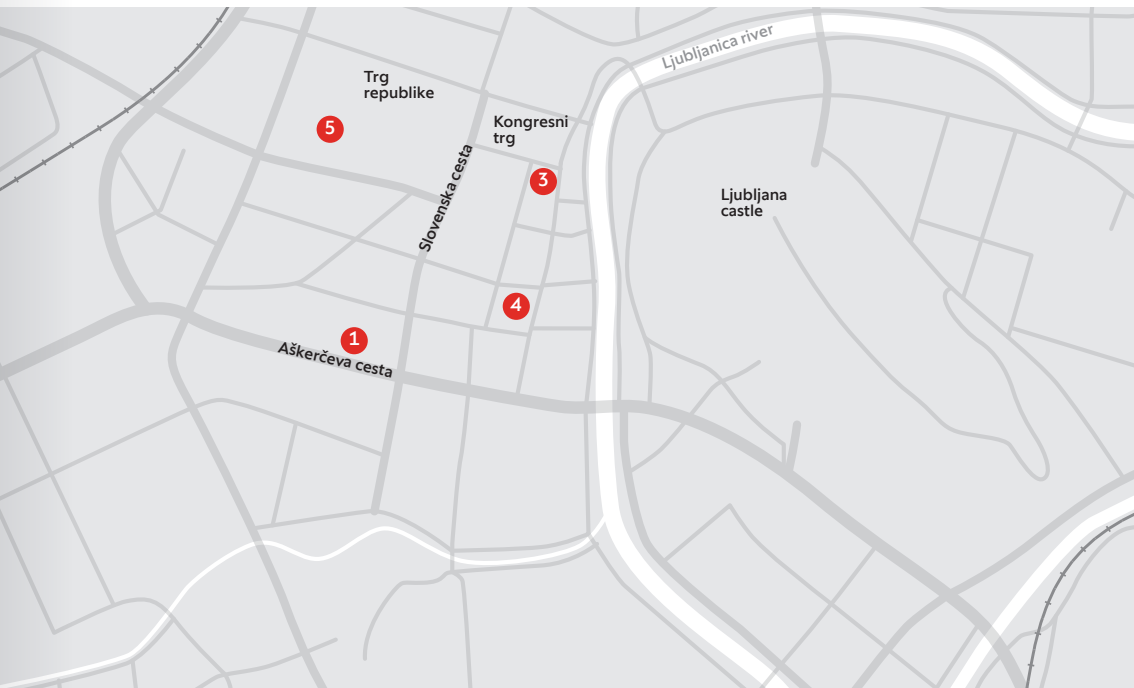 Ljubljanica river
Trg
republike
5
Kongresni
trg
3
Slovenska cesta
Ljubljana
castle
4
1
Aškerčeva cesta